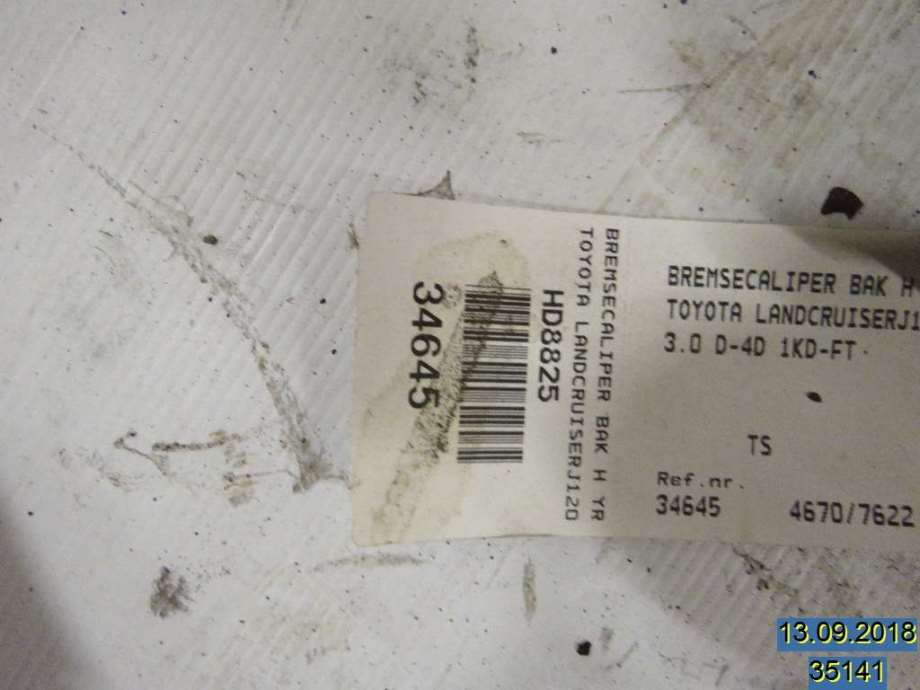 BREMSECALIPER BAK H
TOYOTA LANDCRUISERJ1
3.0 D-4D 1KD-FT
TS
Ref.nr.
34645 4670/7622
BREMSECALIPER BAK H YR
TOYOTA LANDCRUISERJ120
HD8825
34645
13.09.2018
35141